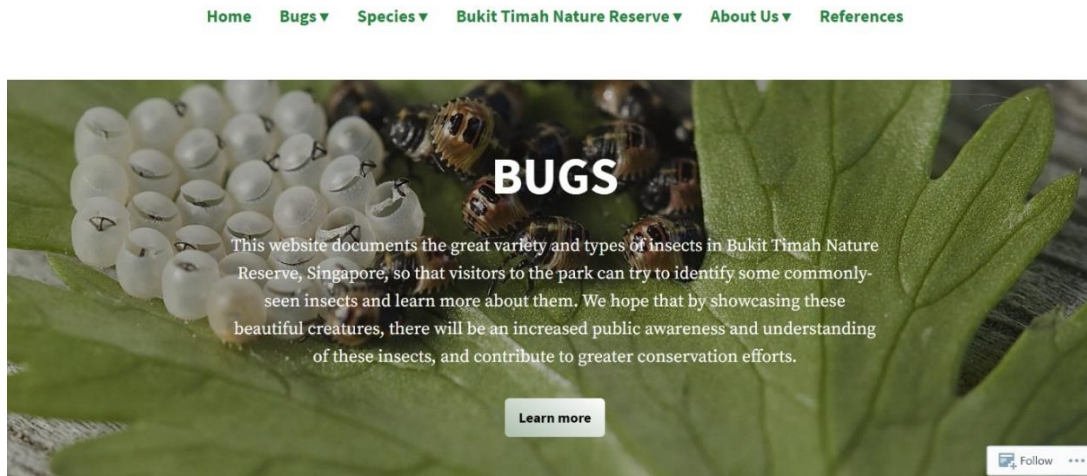 Home Bugs▼ Species▼ Bukit Timah Nature Reserve▼ About Us▼ References
BUGS
This website documents the great variety and types of insects in Bukit Timah Nature
Reserve, Singapore, so that visitors to the park can try to identify some commonly-
seen insects and learn more about them. We hope that by showcasing these
beautiful creatures, there will be an increased public awareness and understanding
of these insects, and contribute to greater conservation efforts.
Learn more
Follow